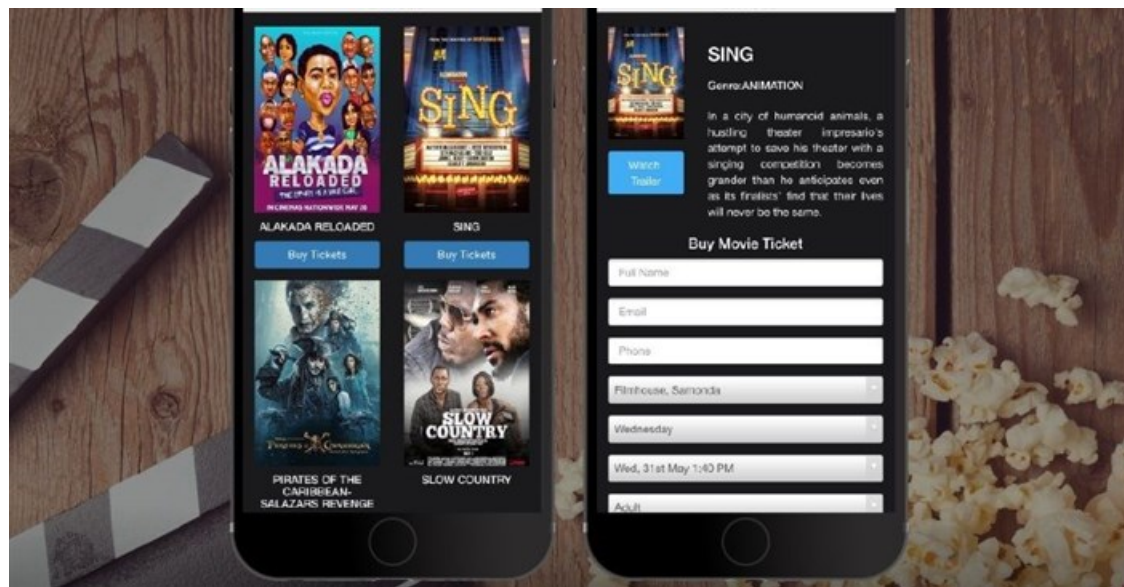 ALAKADA
RELOADED
IN CINEMAS NATIONWIDE MAY 20
ALAKADA RELOADED
Buy Tickets
SING
SING
Buy Tickets
PIRATES OF THE
CARIBBEAN-
SALAZARS REVENGE
SLOW
COUNTRY
SLOW COUNTRY
SING
Watch
Trailer
SING
Genre:ANIMATION
In a city of humanoid animals, a
hustling theater impresario's
attempt to save his theater with a
singing competition becomes
grander than he anticipates even
as its finalists' find that their lives
will never be the same.
Buy Movie Ticket
Full Name
Email
Phone
Filmhouse, Samonda
Wednesday
Wed, 31st May 1:40 PM
Adult